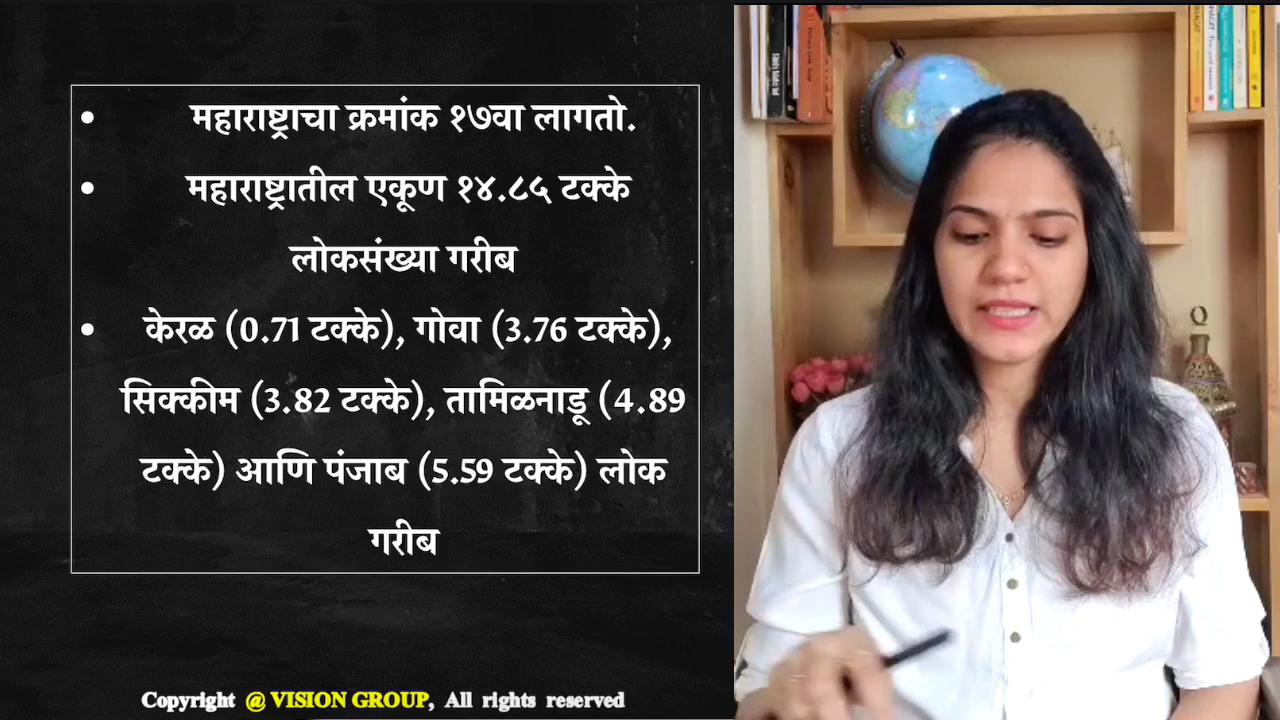 • महाराष्ट्राचा क्रमांक १७वा लागतो.
• महाराष्ट्रातील एकूण १४.८५ टक्के
लोकसंख्या गरीब
• केरळ (0.71 टक्के), गोवा (3.76 टक्के),
सिक्कीम (3.82 टक्के), तामिळनाडू (4.89
टक्के) आणि पंजाब (5.59 टक्के) लोक
गरीब
Copyright @ VISION GROUP, All rights reserved